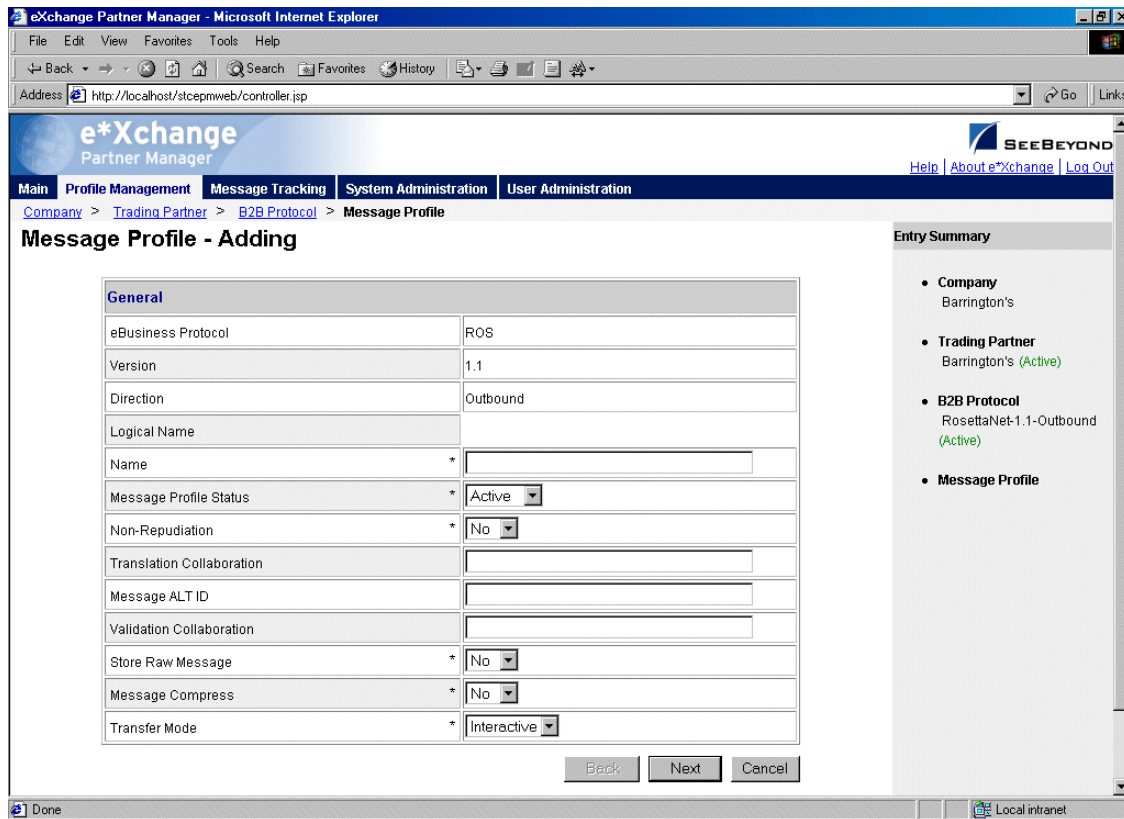 eXchange Partner Manager - Microsoft Internet Explorer
File Edit View Favorites Tools Help
Back Search Favorites History
Address http://localhost/stcepmweb/controller.jsp Go Links
e*Xchange
Partner Manager
SEEBEYOND
Help | About e*Xchange | Log Out
Main Profile Management Message Tracking System Administration User Administration
Company > Trading Partner > B2B Protocol > Message Profile
Message Profile - Adding
General
eBusiness Protocol ROS
Version 1.1
Direction Outbound
Logical Name
Name *
Message Profile Status * Active
Non-Repudiation * No
Translation Collaboration
Message ALT ID
Validation Collaboration
Store Raw Message * No
Message Compress * No
Transfer Mode * Interactive
Back Next Cancel
Entry Summary
• Company
Barrington's
• Trading Partner
Barrington's (Active)
• B2B Protocol
RosettaNet-1.1-Outbound
(Active)
• Message Profile
Done Local intranet